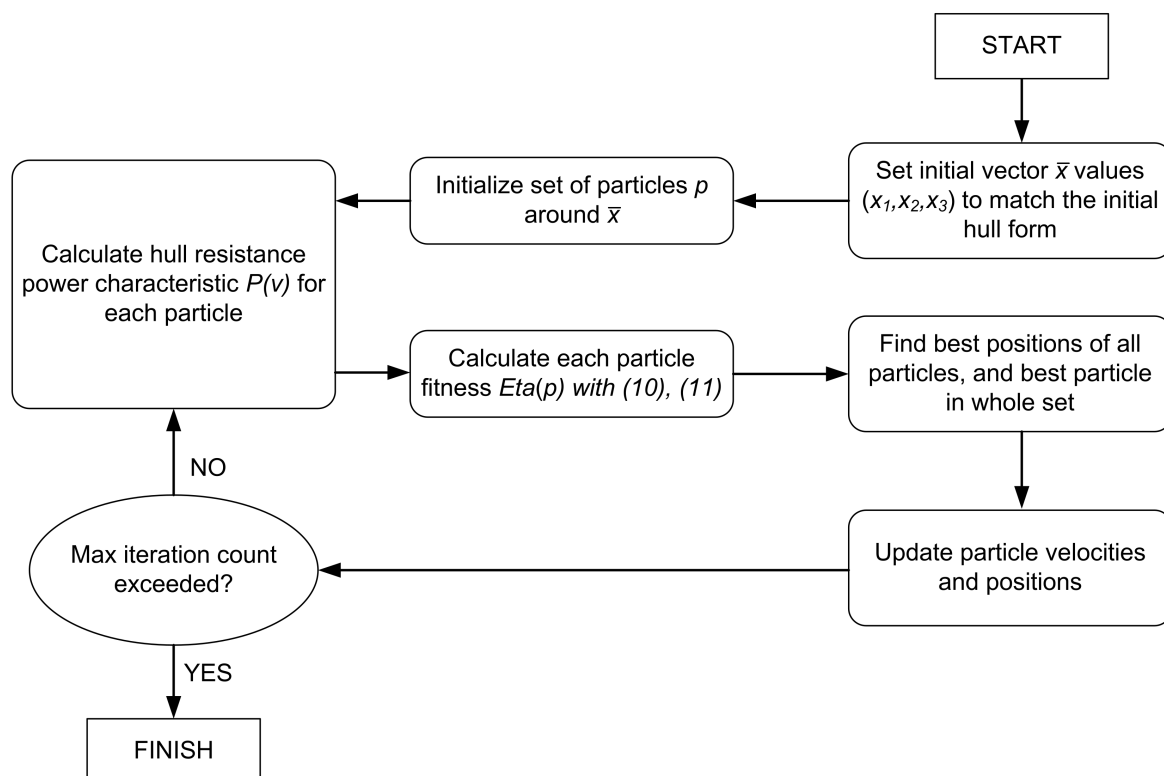 START
Set initial vector x̄ values
(x₁,x₂,x₃) to match the initial
hull form
Initialize set of particles p
around x̄
Calculate hull resistance
power characteristic P(v) for
each particle
Calculate each particle
fitness Eta(p) with (10), (11)
Find best positions of all
particles, and best particle
in whole set
Update particle velocities
and positions
Max iteration count
exceeded?
NO
YES
FINISH